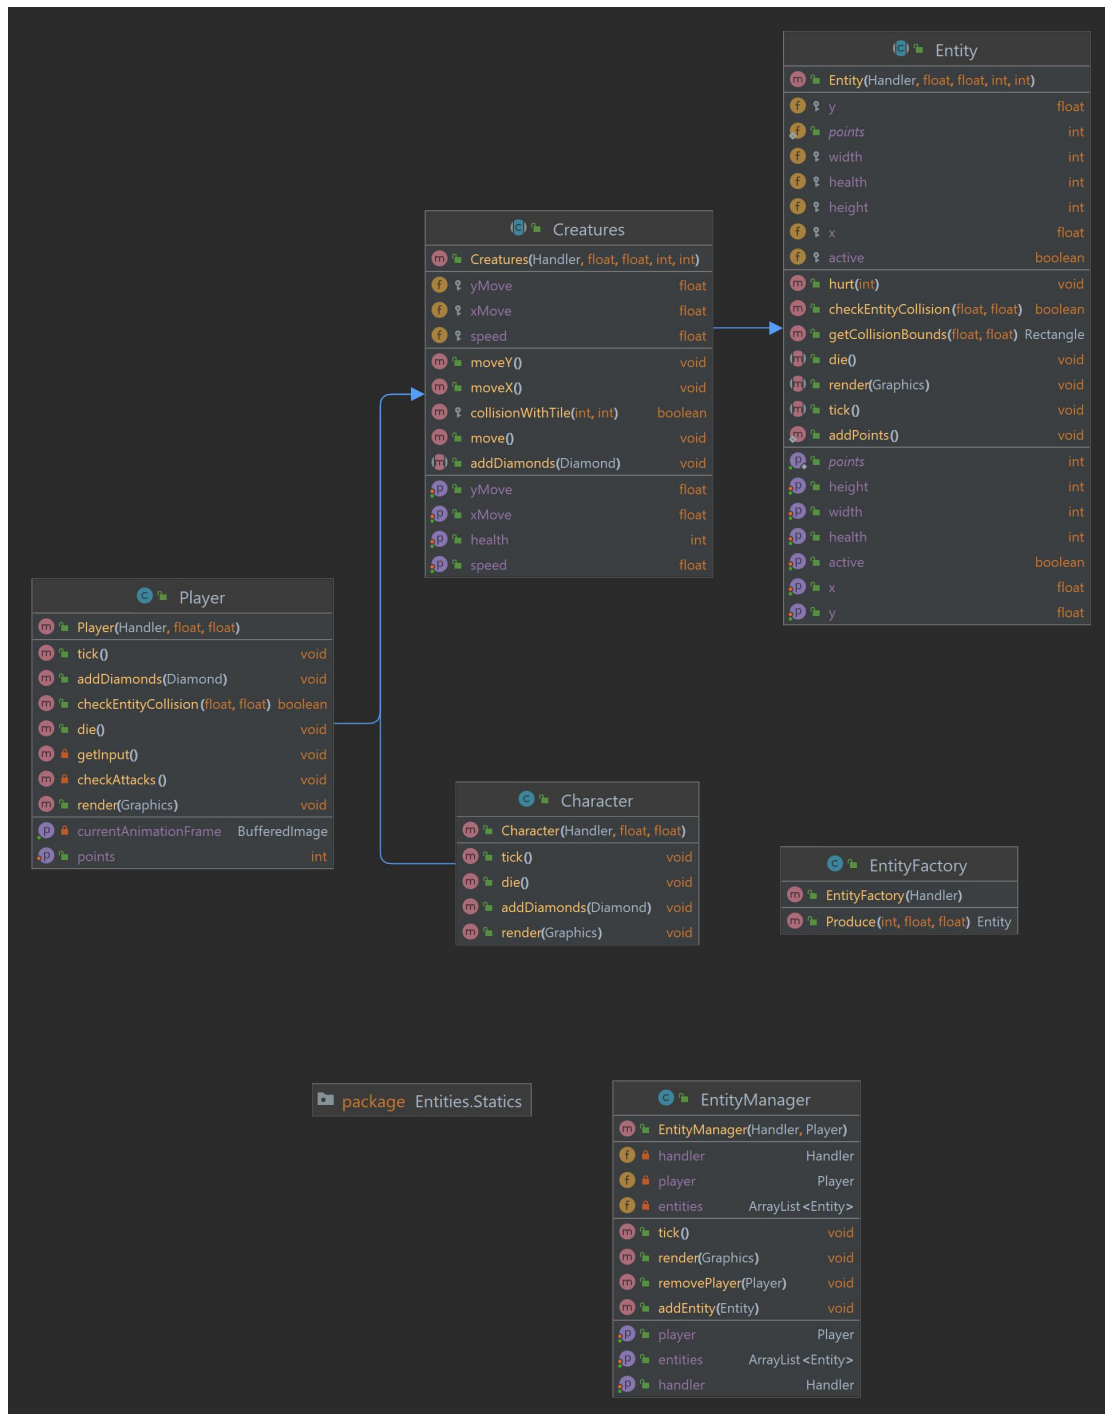 Entity
Entity(Handler, float, float, int, int)
y float
points int
width int
health int
height int
x float
active boolean
hurt(int) void
checkEntityCollision(float, float) boolean
getCollisionBounds(float, float) Rectangle
die() void
render(Graphics) void
tick() void
addPoints() void
points int
height int
width int
health int
active boolean
x float
y float
Creatures
Creatures(Handler, float, float, int, int)
yMove float
xMove float
speed float
moveY() void
moveX() void
collisionWithTile(int, int) boolean
move() void
addDiamonds(Diamond) void
yMove float
xMove float
health int
speed float
Player
Player(Handler, float, float)
tick() void
addDiamonds(Diamond) void
checkEntityCollision(float, float) boolean
die() void
getInput() void
checkAttacks() void
render(Graphics) void
currentAnimationFrame BufferedImage
points int
Character
Character(Handler, float, float)
tick() void
die() void
addDiamonds(Diamond) void
render(Graphics) void
EntityFactory
EntityFactory(Handler)
Produce(int, float, float) Entity
package Entities.Statics
EntityManager
EntityManager(Handler, Player)
handler Handler
player Player
entities ArrayList<Entity>
tick() void
render(Graphics) void
removePlayer(Player) void
addEntity(Entity) void
player Player
entities ArrayList<Entity>
handler Handler